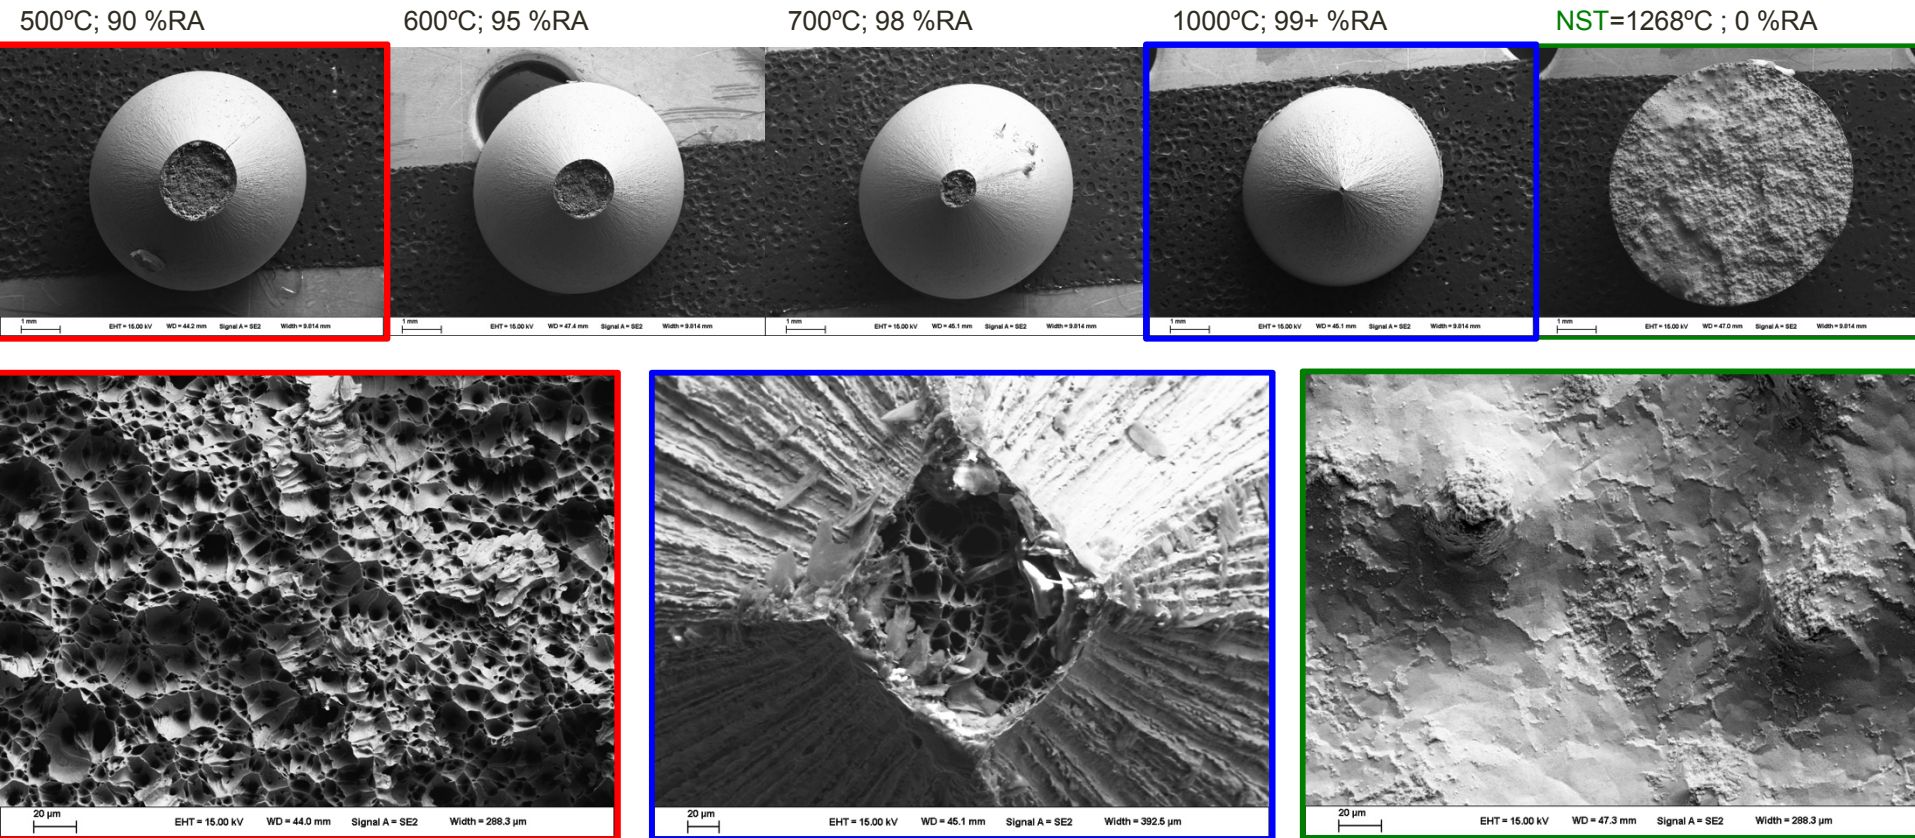 500ºC; 90 %RA
600ºC; 95 %RA
700ºC; 98 %RA
1000ºC; 99+ %RA
NST=1268ºC ; 0 %RA
1 mm EHT = 15.00 kV WD = 44.2 mm Signal A = SE2 Width = 9.814 mm
1 mm EHT = 15.00 kV WD = 47.4 mm Signal A = SE2 Width = 9.814 mm
1 mm EHT = 15.00 kV WD = 45.1 mm Signal A = SE2 Width = 9.814 mm
1 mm EHT = 15.00 kV WD = 45.1 mm Signal A = SE2 Width = 9.814 mm
1 mm EHT = 15.00 kV WD = 47.0 mm Signal A = SE2 Width = 9.814 mm
20 µm EHT = 15.00 kV WD = 44.0 mm Signal A = SE2 Width = 288.3 µm
20 µm EHT = 15.00 kV WD = 45.1 mm Signal A = SE2 Width = 392.5 µm
20 µm EHT = 15.00 kV WD = 47.3 mm Signal A = SE2 Width = 288.3 µm